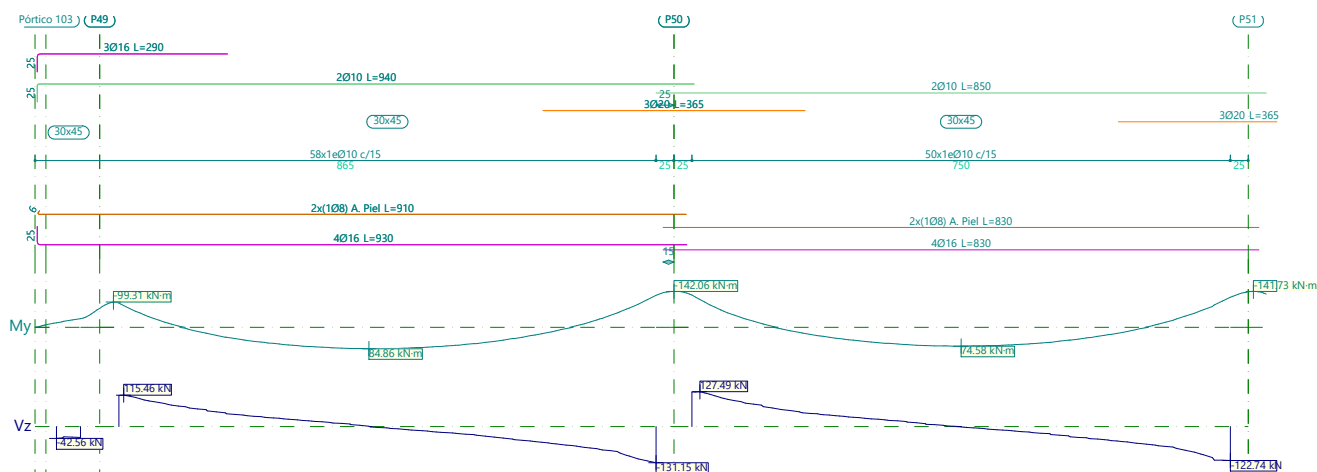 Pórtico 103
P49
P50
P51
3Ø16 L=290
25
2Ø10 L=940
25
2Ø10 L=850
25
3Ø20 L=365
3Ø20 L=365
30x45
30x45
30x45
58x1eØ10 c/15
50x1eØ10 c/15
865
25
25
750
25
6
2x(1Ø8) A. Piel L=910
2x(1Ø8) A. Piel L=830
25
4Ø16 L=930
4Ø16 L=830
15
-99.31 kN·m
-142.06 kN·m
-141.73 kN·m
My
84.86 kN·m
74.58 kN·m
115.46 kN
127.49 kN
Vz
-42.56 kN
-131.15 kN
-122.74 kN